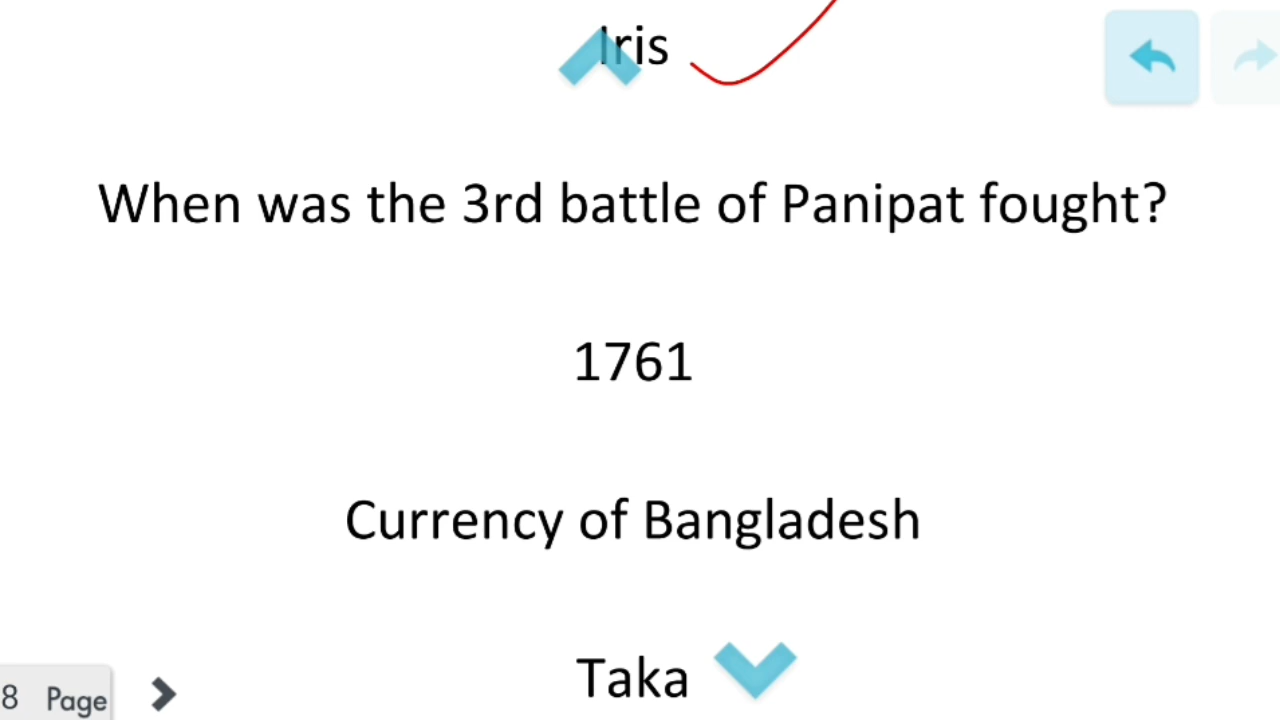 Iris
When was the 3rd battle of Panipat fought?
1761
Currency of Bangladesh
Taka
8 Page